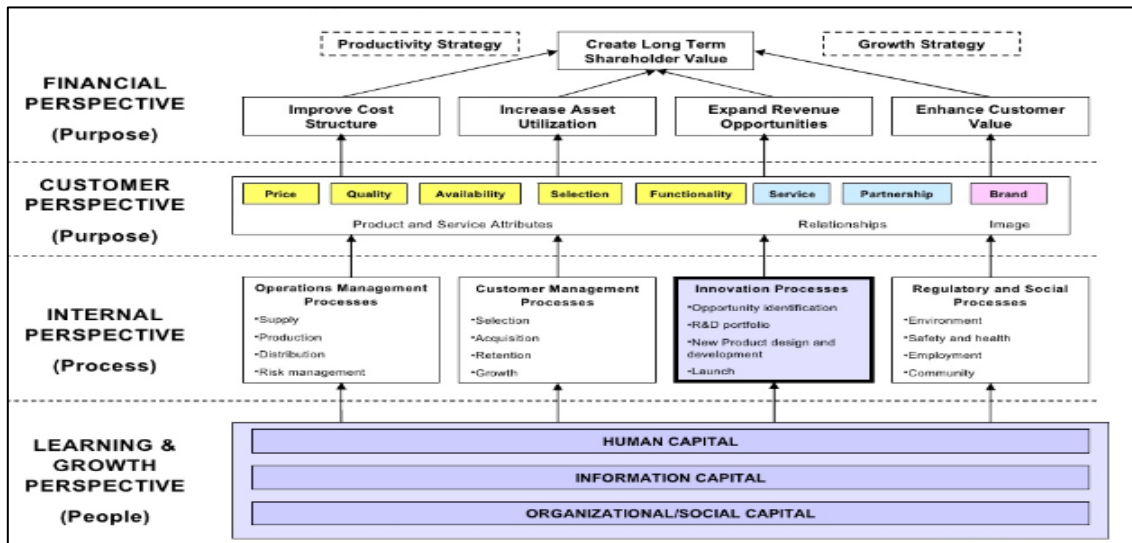 Productivity Strategy
Create Long Term
Shareholder Value
Growth Strategy
FINANCIAL
PERSPECTIVE
(Purpose)
Improve Cost
Structure
Increase Asset
Utilization
Expand Revenue
Opportunities
Enhance Customer
Value
CUSTOMER
PERSPECTIVE
(Purpose)
Price
Quality
Availability
Selection
Functionality
Service
Partnership
Brand
Product and Service Attributes
Relationships
Image
INTERNAL
PERSPECTIVE
(Process)
Operations Management
Processes
•Supply
•Production
•Distribution
•Risk management
Customer Management
Processes
•Selection
•Acquisition
•Retention
•Growth
Innovation Processes
•Opportunity identification
•R&D portfolio
•New Product design and
development
•Launch
Regulatory and Social
Processes
•Environment
•Safety and health
•Employment
•Community
LEARNING &
GROWTH
PERSPECTIVE
(People)
HUMAN CAPITAL
INFORMATION CAPITAL
ORGANIZATIONAL/SOCIAL CAPITAL